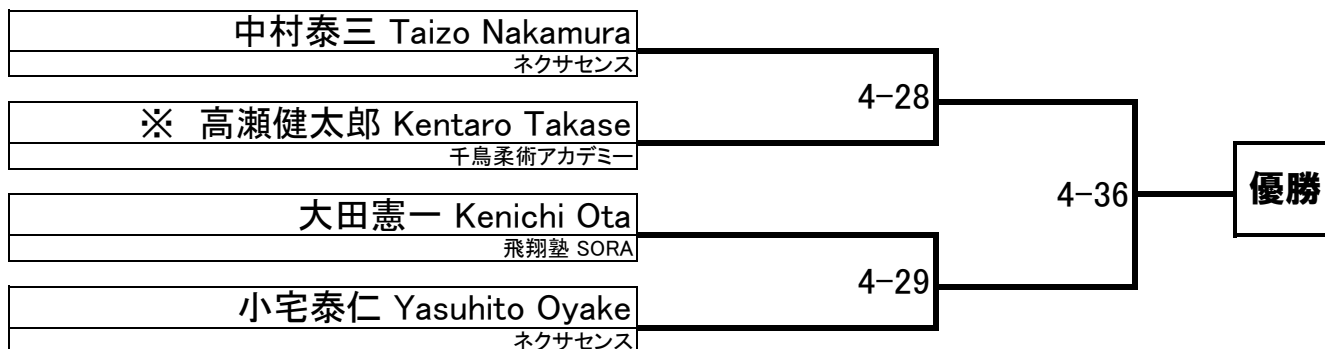 中村泰三 Taizo Nakamura
ネクサセンス
4-28
※ 高瀬健太郎 Kentaro Takase
千鳥柔術アカデミー
4-36
優勝
大田憲一 Kenichi Ota
飛翔塾 SORA
4-29
小宅泰仁 Yasuhito Oyake
ネクサセンス